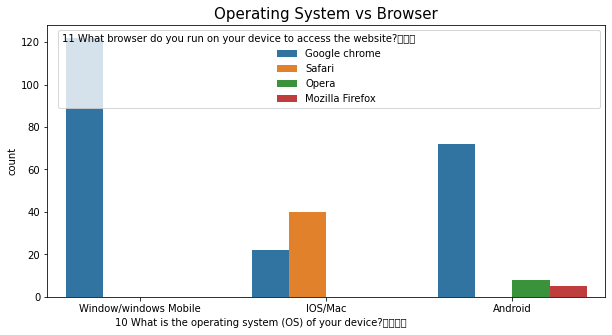 Operating System vs Browser
11 What browser do you run on your device to access the website?
Google chrome
Safari
Opera
Mozilla Firefox
count
120
100
80
60
40
20
0
Window/windows Mobile IOS/Mac Android
10 What is the operating system (OS) of your device?